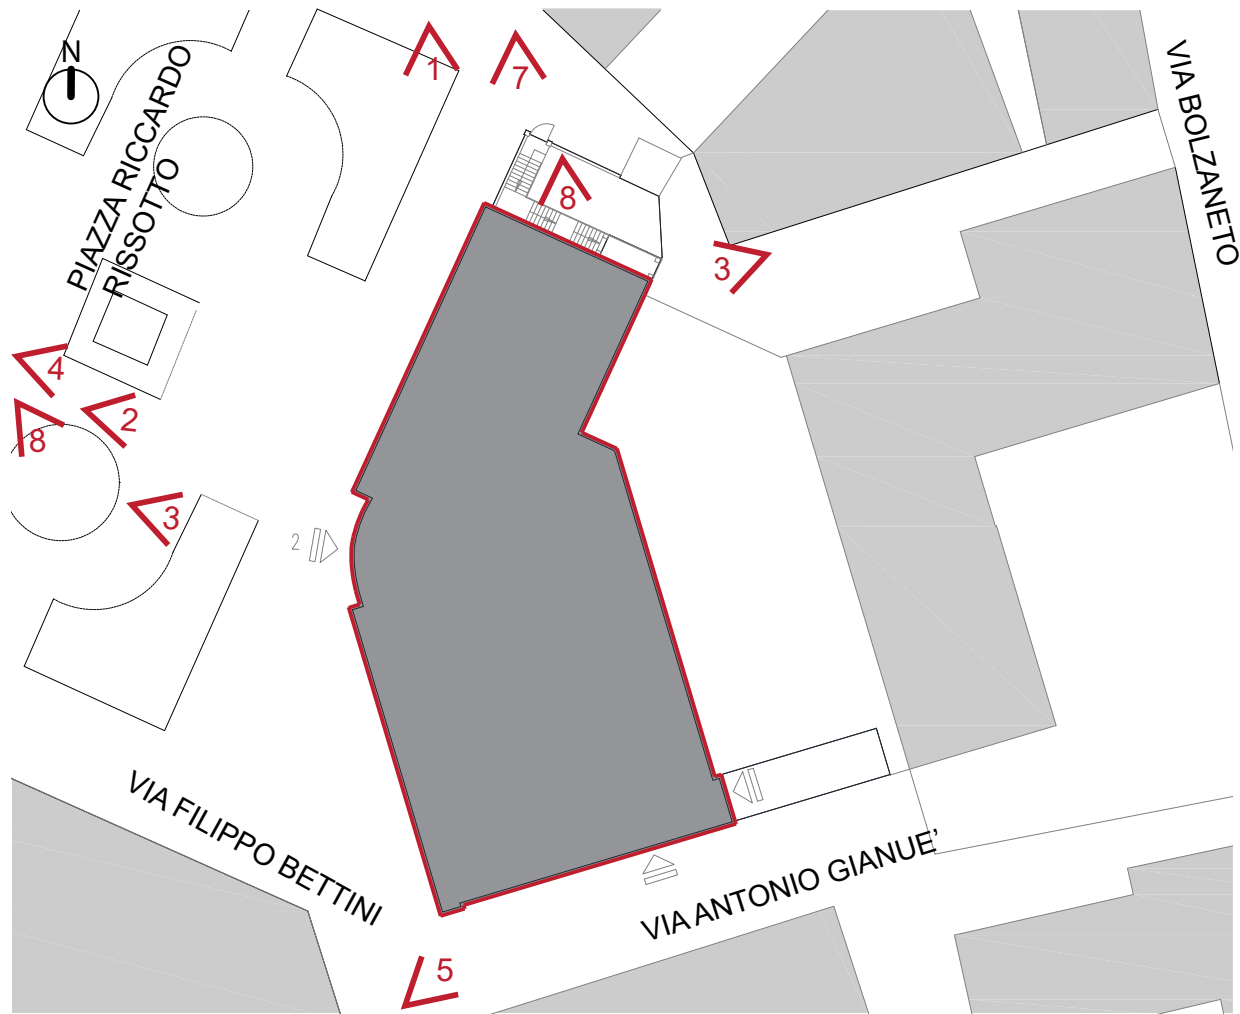 N
1
7
PIAZZA RICCARDO
RISSOTTO
VIA BOLZANETO
8
3
4
2
8
3
2
VIA FILIPPO BETTINI
VIA ANTONIO GIANUE’
5